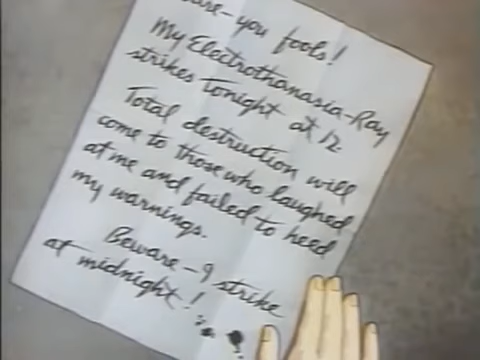 you fools!
My Electrothanasia-Ray
strikes tonight at 12.
Total destruction will
come to those who laughed
at me and failed to heed
my warnings.
Beware-I strike
at midnight!